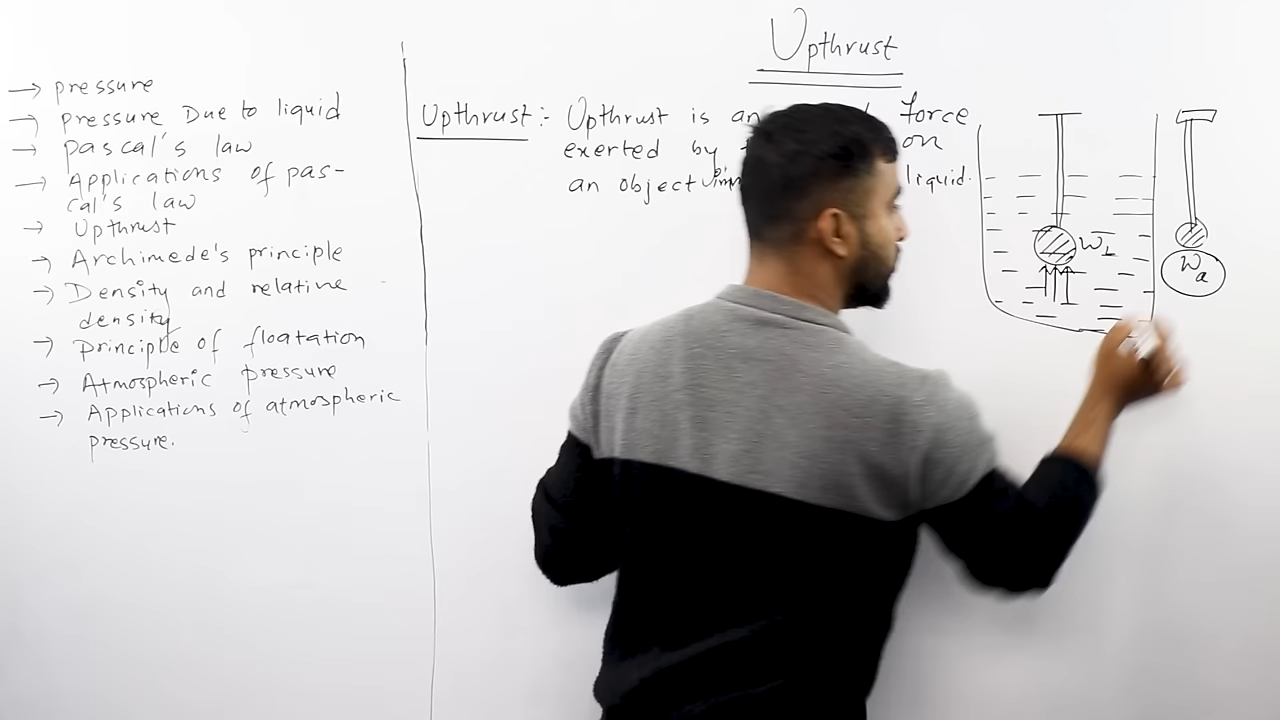 Upthrust
→ pressure
→ pressure Due to liquid
→ pascal's law
→ Applications of pas-
cal's law
→ Upthrust
→ Archimede's principle
→ Density and relative
density
→ principle of floatation
→ Atmospheric pressure
→ Applications of atmospheric
pressure.
Upthrust :- Upthrust is an force
exerted by on
an object liquid.
W_L
W_a